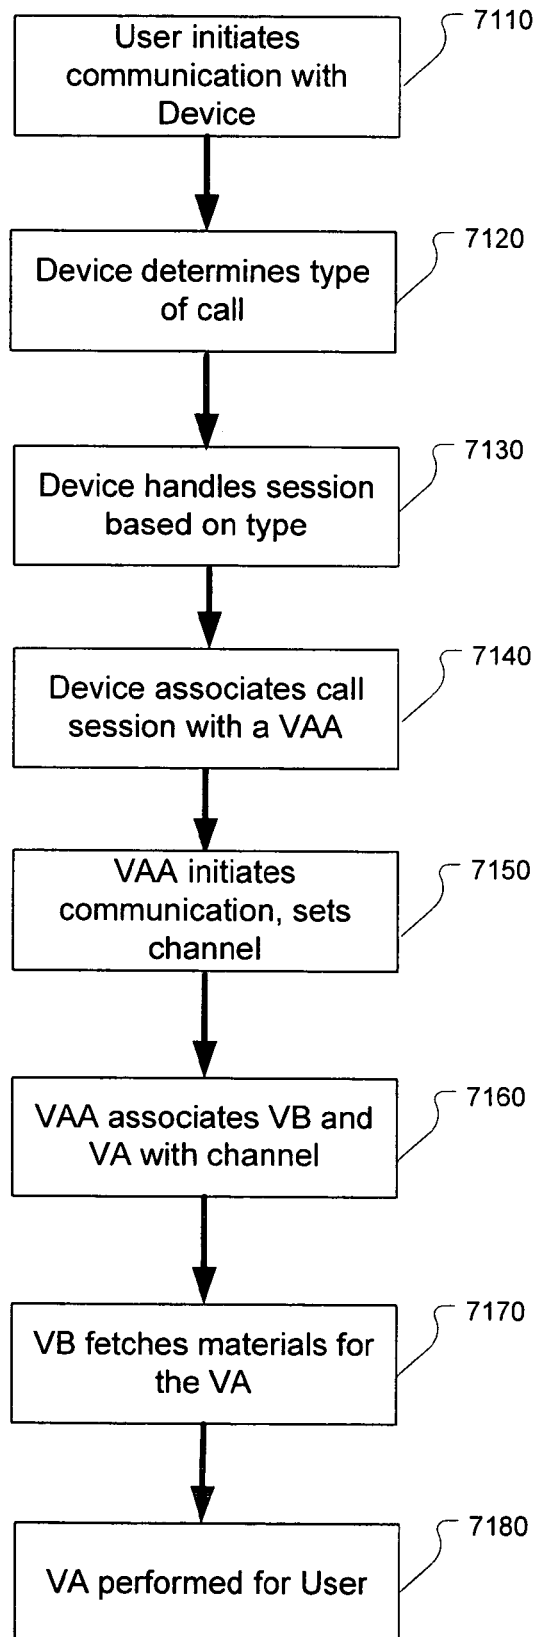 7110
User initiates
communication with
Device
7120
Device determines type
of call
7130
Device handles session
based on type
7140
Device associates call
session with a VAA
7150
VAA initiates
communication, sets
channel
7160
VAA associates VB and
VA with channel
7170
VB fetches materials for
the VA
7180
VA performed for User